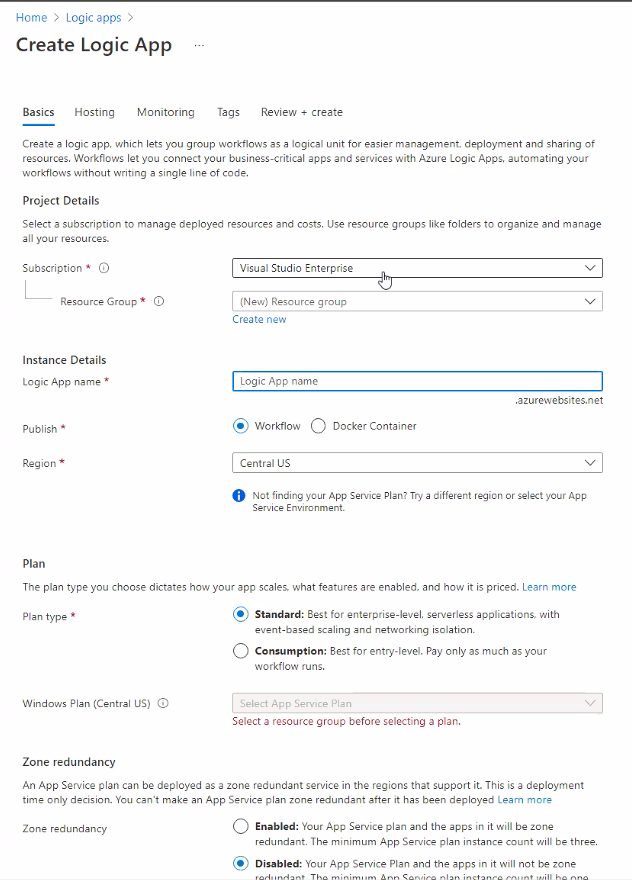 Home > Logic apps >
Create Logic App ...
Basics Hosting Monitoring Tags Review + create
Create a logic app, which lets you group workflows as a logical unit for easier management, deployment and sharing of
resources. Workflows let you connect your business-critical apps and services with Azure Logic Apps, automating your
workflows without writing a single line of code.
Project Details
Select a subscription to manage deployed resources and costs. Use resource groups like folders to organize and manage
all your resources.
Subscription * Visual Studio Enterprise
Resource Group * (New) Resource group
Create new
Instance Details
Logic App name * Logic App name
.azurewebsites.net
Publish * Workflow Docker Container
Region * Central US
Not finding your App Service Plan? Try a different region or select your App
Service Environment.
Plan
The plan type you choose dictates how your app scales, what features are enabled, and how it is priced. Learn more
Plan type * Standard: Best for enterprise-level, serverless applications, with
event-based scaling and networking isolation.
Consumption: Best for entry-level. Pay only as much as your
workflow runs.
Windows Plan (Central US) Select App Service Plan
Select a resource group before selecting a plan.
Zone redundancy
An App Service plan can be deployed as a zone redundant service in the regions that support it. This is a deployment
time only decision. You can't make an App Service plan zone redundant after it has been deployed Learn more
Zone redundancy Enabled: Your App Service plan and the apps in it will be zone
redundant. The minimum App Service plan instance count will be three.
Disabled: Your App Service Plan and the apps in it will not be zone
redundant. The minimum App Service plan instance count will be one.